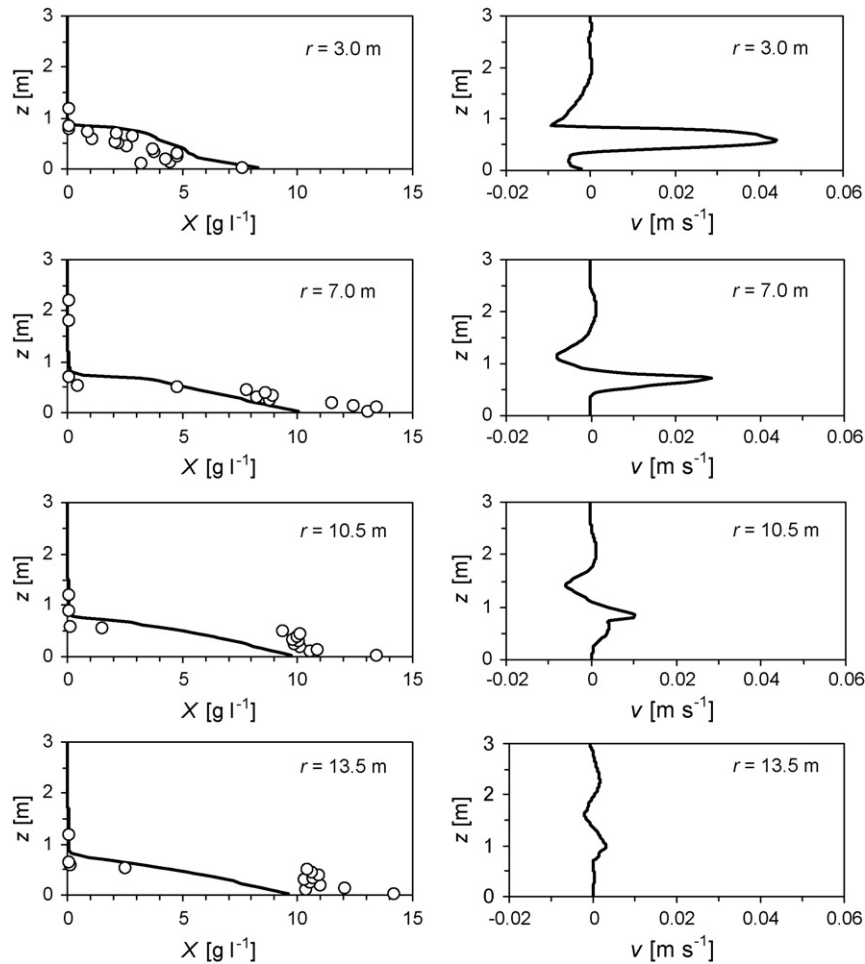 3
2
1
0
z [m]
r = 3.0 m
0
5
10
15
X [g l⁻¹]
3
2
1
0
z [m]
r = 3.0 m
-0.02
0
0.02
0.04
0.06
v [m s⁻¹]
3
2
1
0
z [m]
r = 7.0 m
0
5
10
15
X [g l⁻¹]
3
2
1
0
z [m]
r = 7.0 m
-0.02
0
0.02
0.04
0.06
v [m s⁻¹]
3
2
1
0
z [m]
r = 10.5 m
0
5
10
15
X [g l⁻¹]
3
2
1
0
z [m]
r = 10.5 m
-0.02
0
0.02
0.04
0.06
v [m s⁻¹]
3
2
1
0
z [m]
r = 13.5 m
0
5
10
15
X [g l⁻¹]
3
2
1
0
z [m]
r = 13.5 m
-0.02
0
0.02
0.04
0.06
v [m s⁻¹]